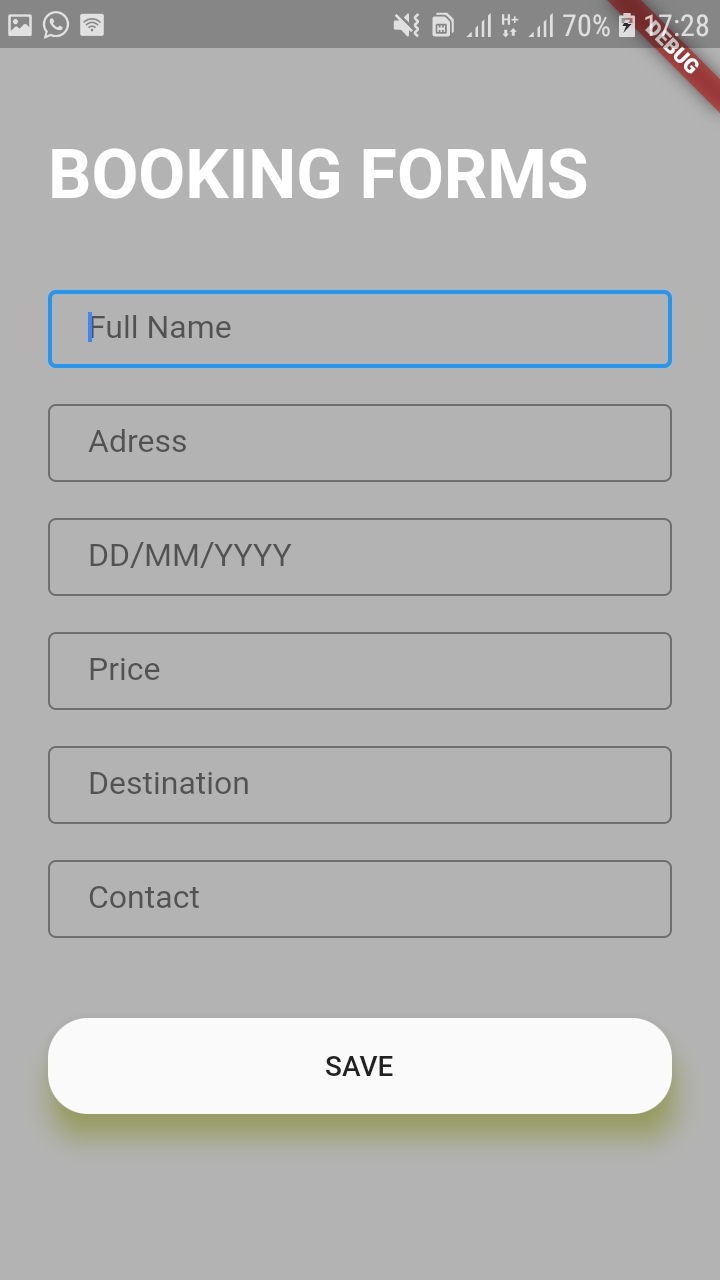 H+ 70% 17:28
DEBUG
BOOKING FORMS
Full Name
Adress
DD/MM/YYYY
Price
Destination
Contact
SAVE